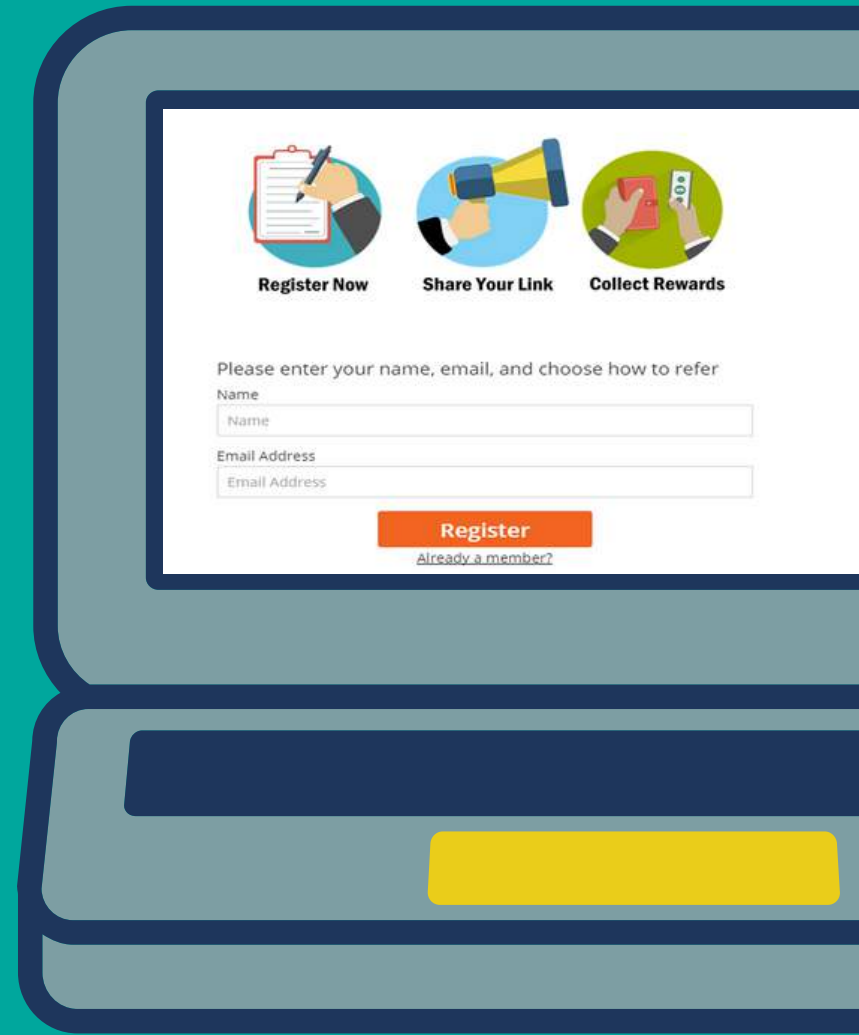 Register Now Share Your Link Collect Rewards
Please enter your name, email, and choose how to refer
Name
Name
Email Address
Email Address
Register
Already a member?